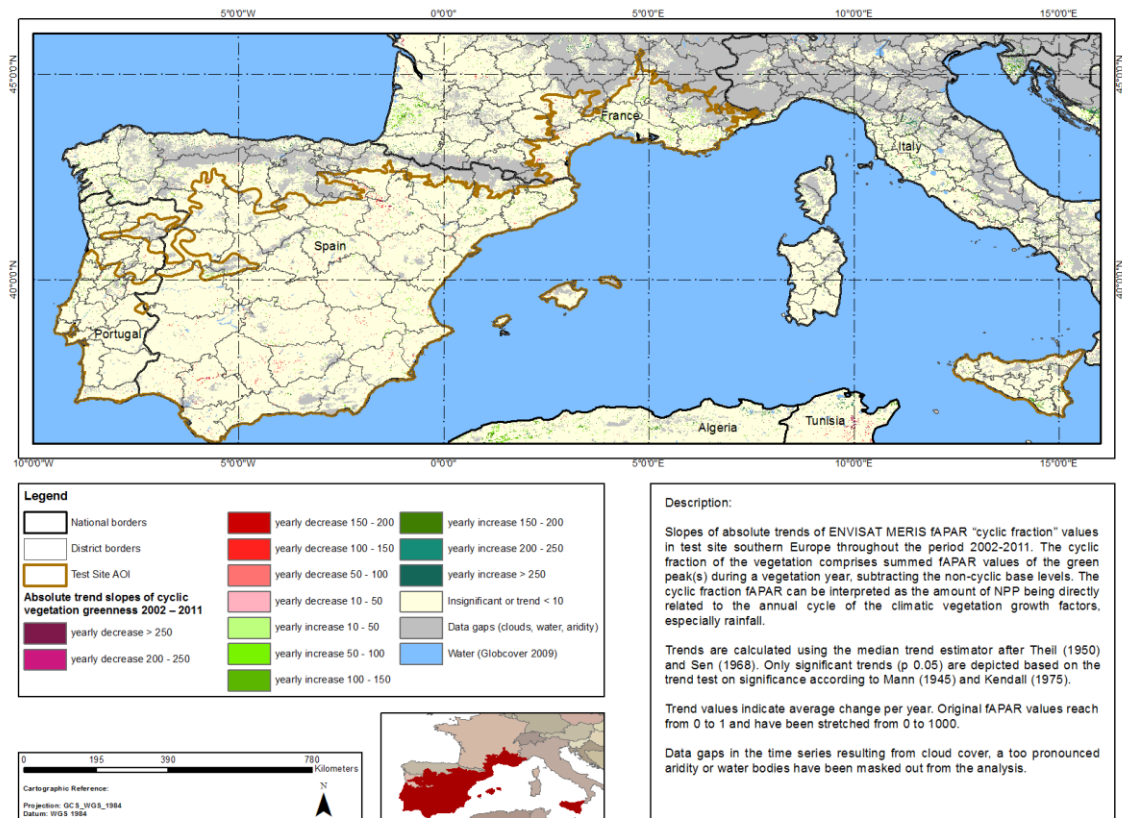 5°0'0"W 0°0'0" 5°0'0"E 10°0'0"E 15°0'0"E
45°0'0"N 45°0'0"N
France
Italy
Spain
40°0'0"N 40°0'0"N
Portugal
Algeria Tunisia
10°0'0"W 5°0'0"W 0°0'0" 5°0'0"E 10°0'0"E 15°0'0"E
Legend
National borders
District borders
Test Site AOI
Absolute trend slopes of cyclic
vegetation greenness 2002 – 2011
yearly decrease > 250
yearly decrease 200 - 250
yearly decrease 150 - 200
yearly decrease 100 - 150
yearly decrease 50 - 100
yearly decrease 10 - 50
yearly increase 10 - 50
yearly increase 50 - 100
yearly increase 100 - 150
yearly increase 150 - 200
yearly increase 200 - 250
yearly increase > 250
Insignificant or trend < 10
Data gaps (clouds, water, aridity)
Water (Globcover 2009)
Description:
Slopes of absolute trends of ENVISAT MERIS fAPAR “cyclic fraction” values
in test site southern Europe throughout the period 2002-2011. The cyclic
fraction of the vegetation comprises summed fAPAR values of the green
peak(s) during a vegetation year, subtracting the non-cyclic base levels. The
cyclic fraction fAPAR can be interpreted as the amount of NPP being directly
related to the annual cycle of the climatic vegetation growth factors,
especially rainfall.
Trends are calculated using the median trend estimator after Theil (1950)
and Sen (1968). Only significant trends (p 0.05) are depicted based on the
trend test on significance according to Mann (1945) and Kendall (1975).
Trend values indicate average change per year. Original fAPAR values reach
from 0 to 1 and have been stretched from 0 to 1000.
Data gaps in the time series resulting from cloud cover, a too pronounced
aridity or water bodies have been masked out from the analysis.
0 195 390 780
Kilometers
Cartographic Reference:
N
Projection: GCS_WGS_1984
Datum: WGS 1984